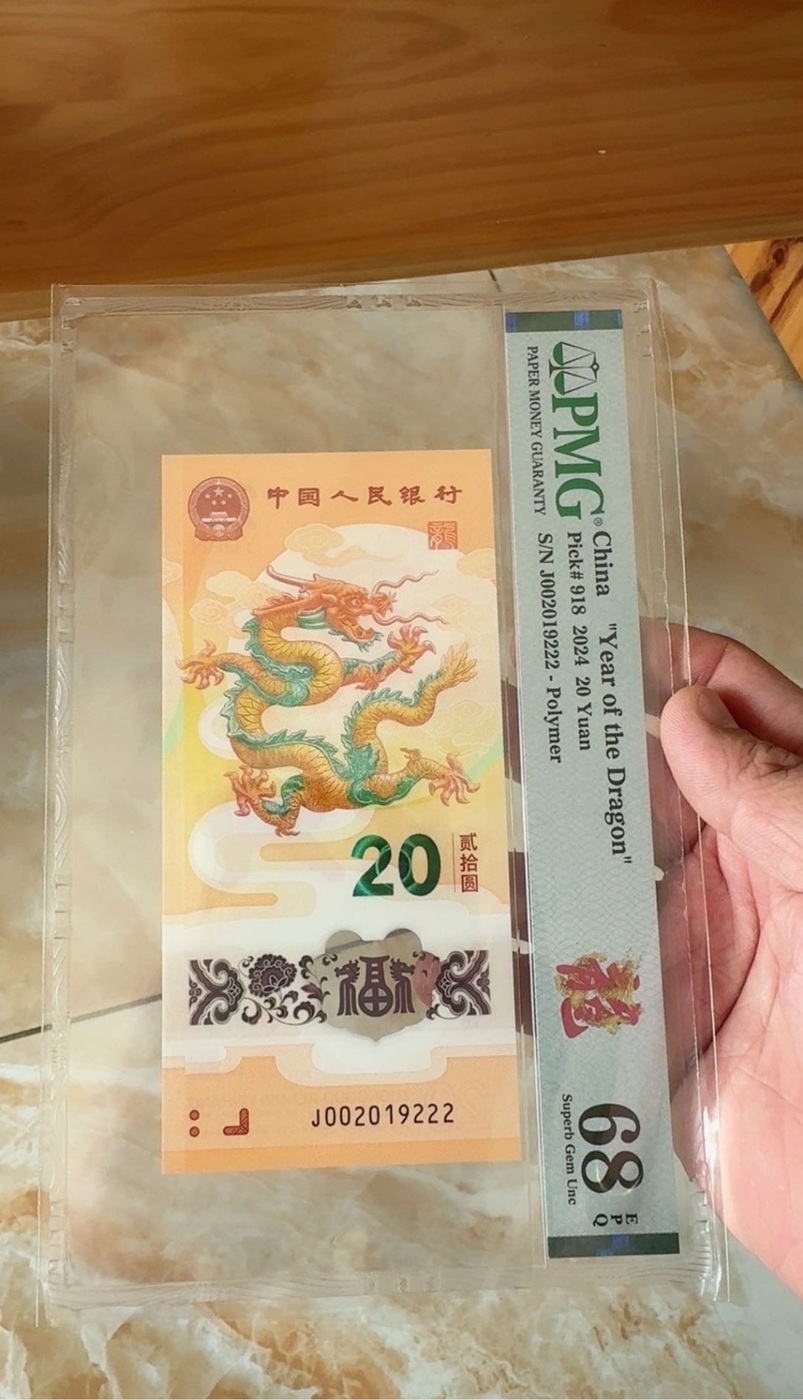 中国人民银行
龍
20
贰拾圆
福
J002019222
PMG®
PAPER MONEY GUARANTY
China "Year of the Dragon"
Pick# 918 2024 20 Yuan
S/N J002019222 - Polymer
68
EPQ
Superb Gem Unc